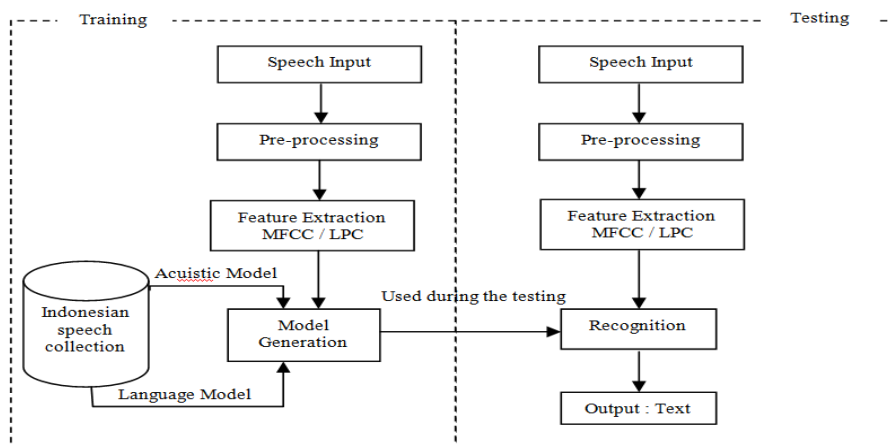 Training
Speech Input
Pre-processing
Feature Extraction
MFCC / LPC
Acuistic Model
Indonesian
speech
collection
Model
Generation
Language Model
Used during the testing
Testing
Speech Input
Pre-processing
Feature Extraction
MFCC / LPC
Recognition
Output : Text